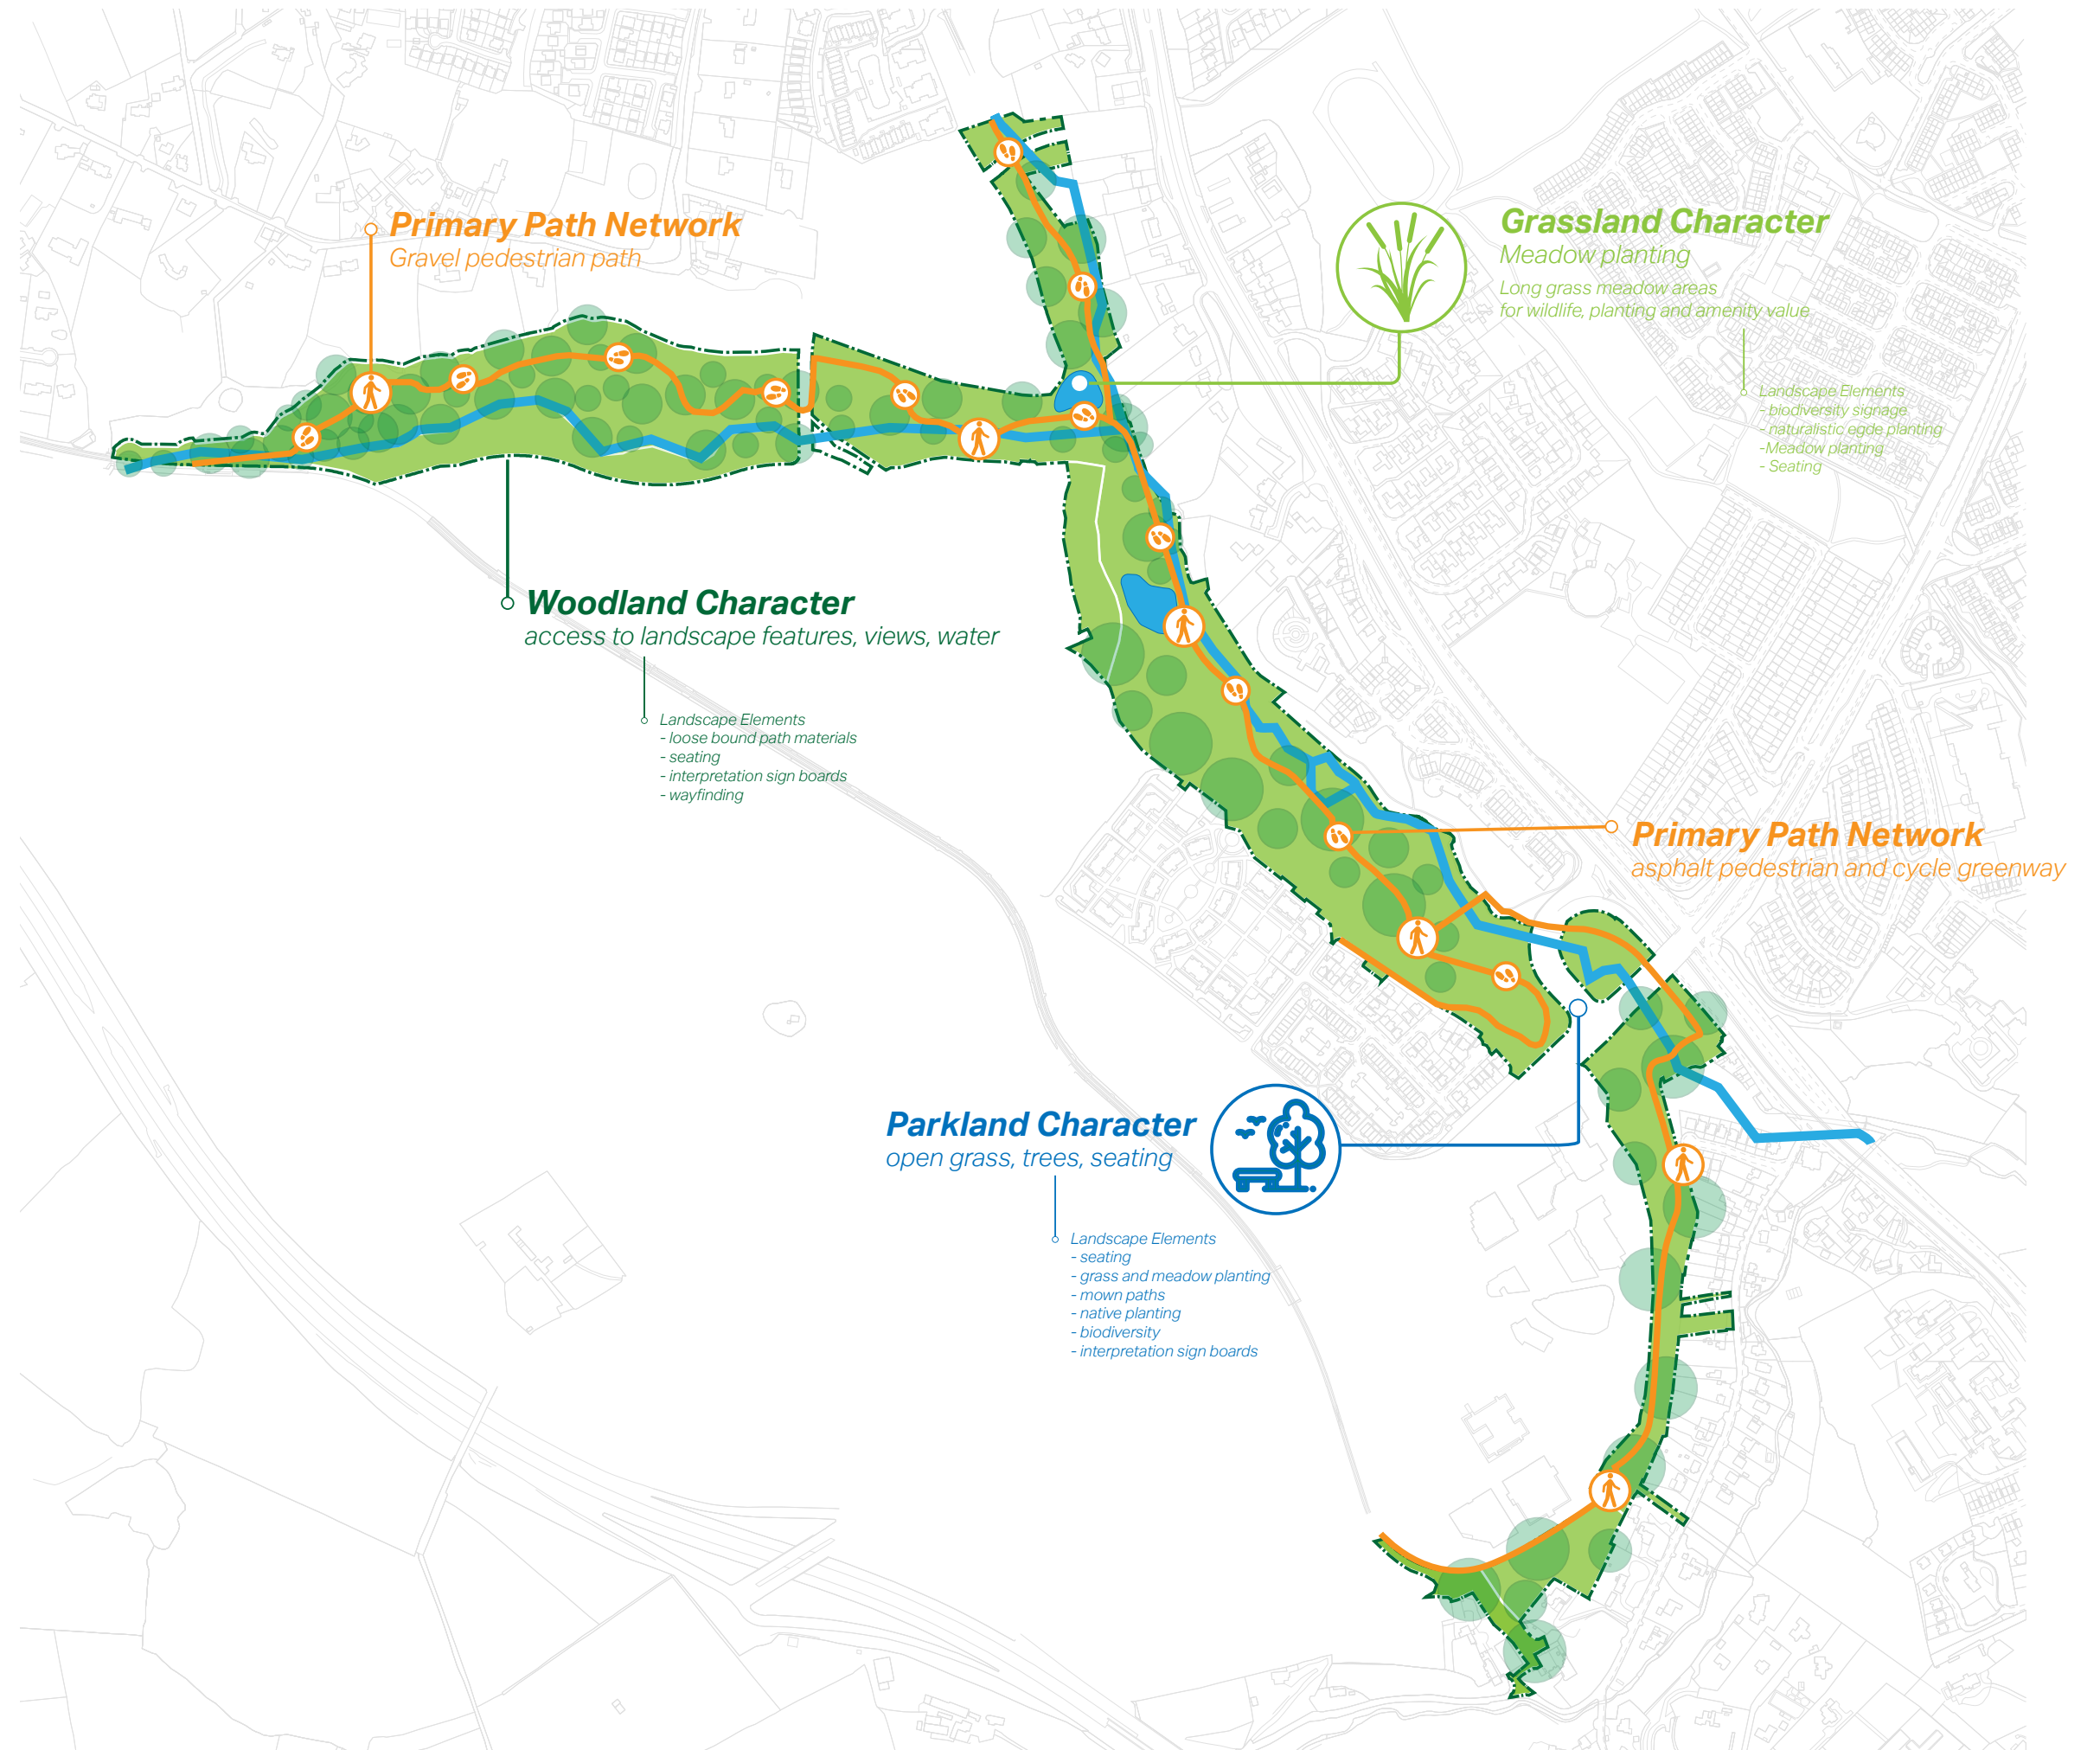 Primary Path Network
Gravel pedestrian path
Grassland Character
Meadow planting
Long grass meadow areas
for wildlife, planting and amenity value
Landscape Elements
- biodiversity signage
- naturalistic egde planting
-Meadow planting
- Seating
Woodland Character
access to landscape features, views, water
Landscape Elements
- loose bound path materials
- seating
- interpretation sign boards
- wayfinding
Primary Path Network
asphalt pedestrian and cycle greenway
Parkland Character
open grass, trees, seating
Landscape Elements
- seating
- grass and meadow planting
- mown paths
- native planting
- biodiversity
- interpretation sign boards